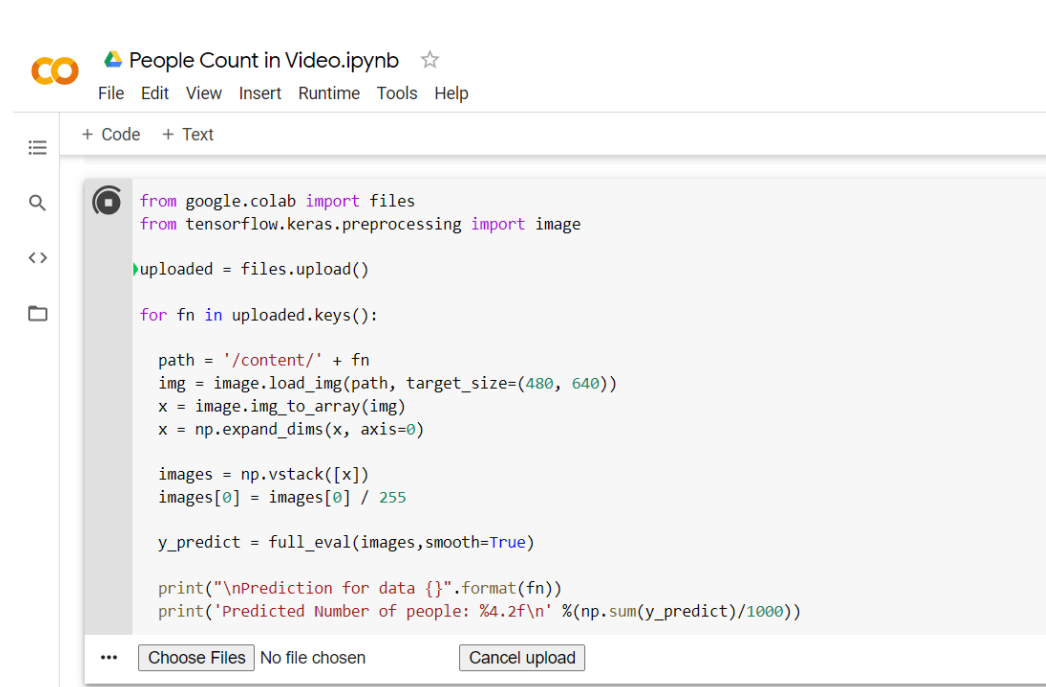 People Count in Video.ipynb
File Edit View Insert Runtime Tools Help
+ Code + Text
from google.colab import files
from tensorflow.keras.preprocessing import image
uploaded = files.upload()
for fn in uploaded.keys():
path = '/content/' + fn
img = image.load_img(path, target_size=(480, 640))
x = image.img_to_array(img)
x = np.expand_dims(x, axis=0)
images = np.vstack([x])
images[0] = images[0] / 255
y_predict = full_eval(images,smooth=True)
print("\nPrediction for data {}".format(fn))
print('Predicted Number of people: %4.2f\n' %(np.sum(y_predict)/1000))
Choose Files No file chosen Cancel upload